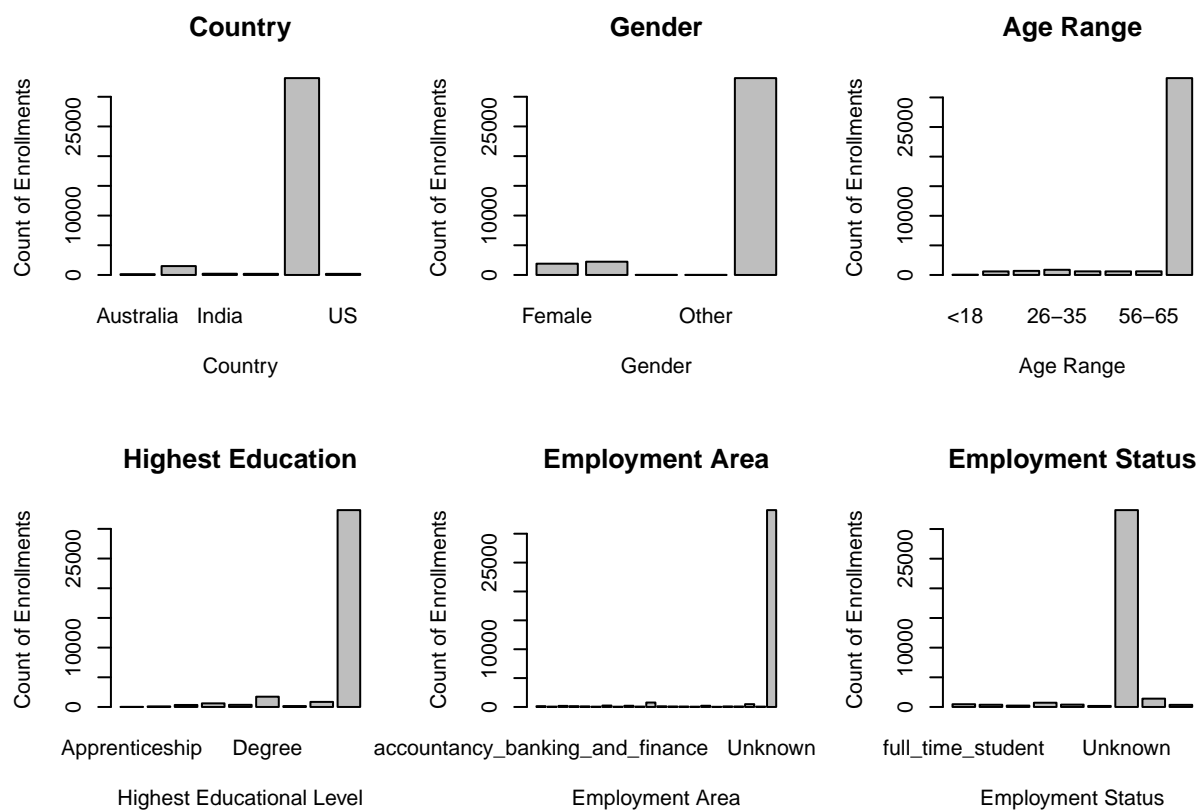 Country
Count of Enrollments
0
10000
25000
Australia India US
Country
Gender
Count of Enrollments
0
10000
25000
Female Other
Gender
Age Range
Count of Enrollments
0
10000
25000
<18 26−35 56−65
Age Range
Highest Education
Count of Enrollments
0
10000
25000
Apprenticeship Degree
Highest Educational Level
Employment Area
Count of Enrollments
0
10000
25000
accountancy_banking_and_finance Unknown
Employment Area
Employment Status
Count of Enrollments
0
10000
25000
full_time_student Unknown
Employment Status